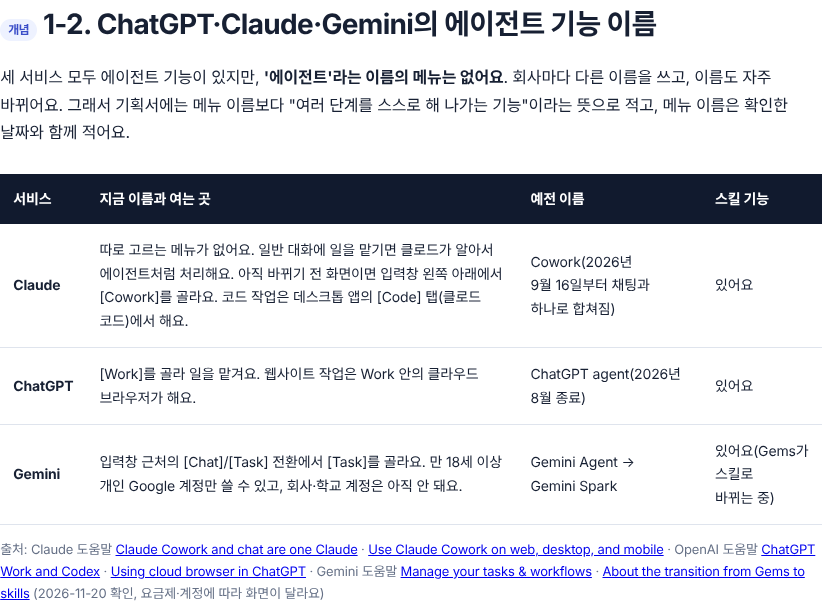 개념 1-2. ChatGPT·Claude·Gemini의 에이전트 기능 이름
세 서비스 모두 에이전트 기능이 있지만, '에이전트'라는 이름의 메뉴는 없어요. 회사마다 다른 이름을 쓰고, 이름도 자주
바뀌어요. 그래서 기획서에는 메뉴 이름보다 "여러 단계를 스스로 해 나가는 기능"이라는 뜻으로 적고, 메뉴 이름은 확인한
날짜와 함께 적어요.
서비스 지금 이름과 여는 곳 예전 이름 스킬 기능
Claude
따로 고르는 메뉴가 없어요. 일반 대화에 일을 맡기면 클로드가 알아서
에이전트처럼 처리해요. 아직 바뀌기 전 화면이면 입력창 왼쪽 아래에서
[Cowork]를 골라요. 코드 작업은 데스크톱 앱의 [Code] 탭(클로드
코드)에서 해요.
Cowork(2026년
9월 16일부터 채팅과
하나로 합쳐짐)
있어요
ChatGPT
[Work]를 골라 일을 맡겨요. 웹사이트 작업은 Work 안의 클라우드
브라우저가 해요.
ChatGPT agent(2026년
8월 종료)
있어요
Gemini
입력창 근처의 [Chat]/[Task] 전환에서 [Task]를 골라요. 만 18세 이상
개인 Google 계정만 쓸 수 있고, 회사·학교 계정은 아직 안 돼요.
Gemini Agent →
Gemini Spark
있어요(Gems가
스킬로
바뀌는 중)
출처: Claude 도움말 Claude Cowork and chat are one Claude · Use Claude Cowork on web, desktop, and mobile · OpenAI 도움말 ChatGPT
Work and Codex · Using cloud browser in ChatGPT · Gemini 도움말 Manage your tasks & workflows · About the transition from Gems to
skills (2026-11-20 확인, 요금제·계정에 따라 화면이 달라요)